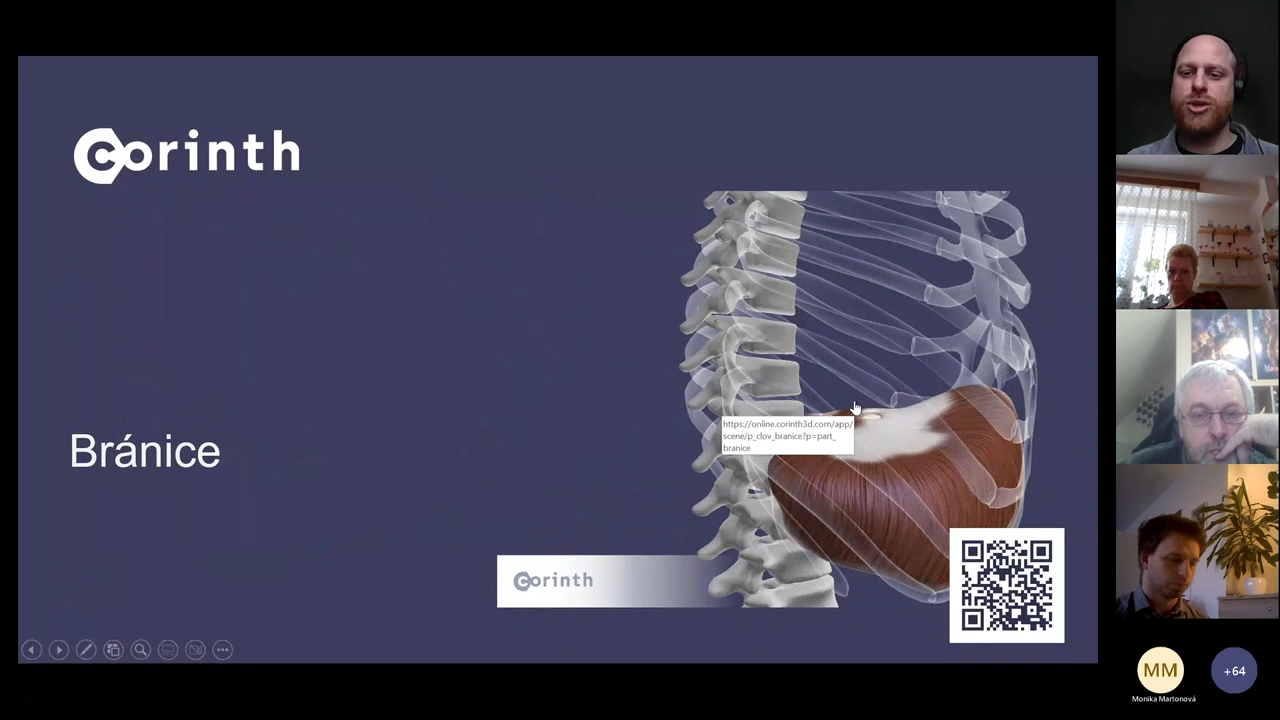 Corinth
https://online.corinth3d.com/app/
scene/p_clov_branice?p=part_
branice
Bránice
Corinth
MM
+64
Monika Martonová